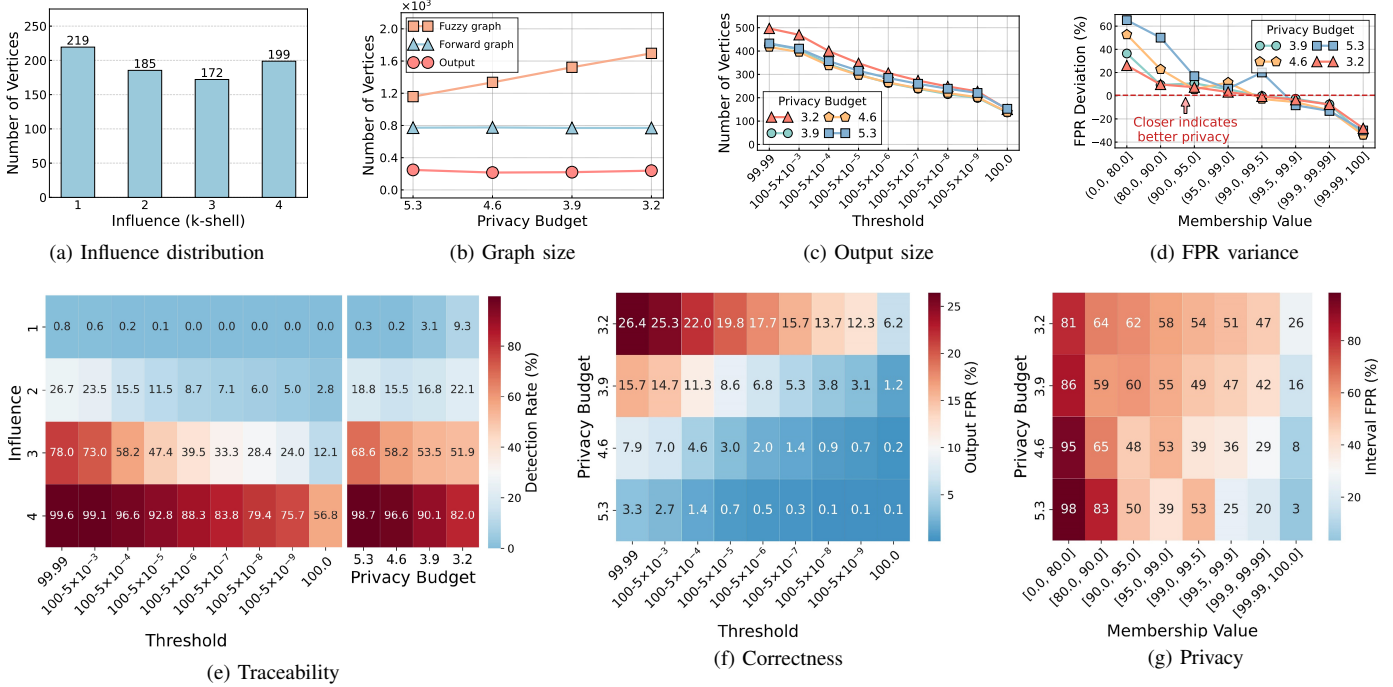 Number of Vertices
250
200
150
100
50
0
219
185
172
199
1 2 3 4
Influence (k-shell)
(a) Influence distribution
×10³
Number of Vertices
2.0
1.6
1.2
0.8
0.4
0.0
Fuzzy graph
Forward graph
Output
5.3 4.6 3.9 3.2
Privacy Budget
(b) Graph size
Number of Vertices
500
400
300
200
100
0
Privacy Budget
3.2 4.6
3.9 5.3
99.99 100-5×10⁻³ 100-5×10⁻⁴ 100-5×10⁻⁵ 100-5×10⁻⁶ 100-5×10⁻⁷ 100-5×10⁻⁸ 100-5×10⁻⁹ 100.0
Threshold
(c) Output size
FPR Deviation (%)
60
40
20
0
−20
−40
Privacy Budget
3.9 5.3
4.6 3.2
Closer indicates
better privacy
(0.0, 80.0] (80.0, 90.0] (90.0, 95.0] (95.0, 99.0] (99.0, 99.5] (99.5, 99.9] (99.9, 99.99] (99.99, 100]
Membership Value
(d) FPR variance
Influence
1 0.8 0.6 0.2 0.1 0.0 0.0 0.0 0.0 0.0 0.3 0.2 3.1 9.3
2 26.7 23.5 15.5 11.5 8.7 7.1 6.0 5.0 2.8 18.8 15.5 16.8 22.1
3 78.0 73.0 58.2 47.4 39.5 33.3 28.4 24.0 12.1 68.6 58.2 53.5 51.9
4 99.6 99.1 96.6 92.8 88.3 83.8 79.4 75.7 56.8 98.7 96.6 90.1 82.0
99.99 100-5×10⁻³ 100-5×10⁻⁴ 100-5×10⁻⁵ 100-5×10⁻⁶ 100-5×10⁻⁷ 100-5×10⁻⁸ 100-5×10⁻⁹ 100.0
Threshold
5.3 4.6 3.9 3.2
Privacy Budget
80
60
40
20
0
Detection Rate (%)
(e) Traceability
Privacy Budget
3.2 26.4 25.3 22.0 19.8 17.7 15.7 13.7 12.3 6.2
3.9 15.7 14.7 11.3 8.6 6.8 5.3 3.8 3.1 1.2
4.6 7.9 7.0 4.6 3.0 2.0 1.4 0.9 0.7 0.2
5.3 3.3 2.7 1.4 0.7 0.5 0.3 0.1 0.1 0.1
99.99 100-5×10⁻³ 100-5×10⁻⁴ 100-5×10⁻⁵ 100-5×10⁻⁶ 100-5×10⁻⁷ 100-5×10⁻⁸ 100-5×10⁻⁹ 100.0
Threshold
25
20
15
10
5
Output FPR (%)
(f) Correctness
Privacy Budget
3.2 81 64 62 58 54 51 47 26
3.9 86 59 60 55 49 47 42 16
4.6 95 65 48 53 39 36 29 8
5.3 98 83 50 39 53 25 20 3
[0.0, 80.0] [80.0, 90.0] [90.0, 95.0] [95.0, 99.0] [99.0, 99.5] [99.5, 99.9] [99.9, 99.99] [99.99, 100.0]
Membership Value
80
60
40
20
Interval FPR (%)
(g) Privacy